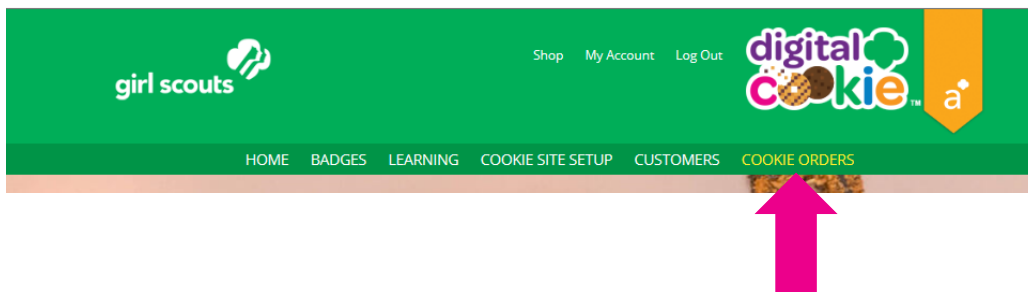 girl scouts
Shop My Account Log Out
digital
cookie TM
a
HOME BADGES LEARNING COOKIE SITE SETUP CUSTOMERS COOKIE ORDERS